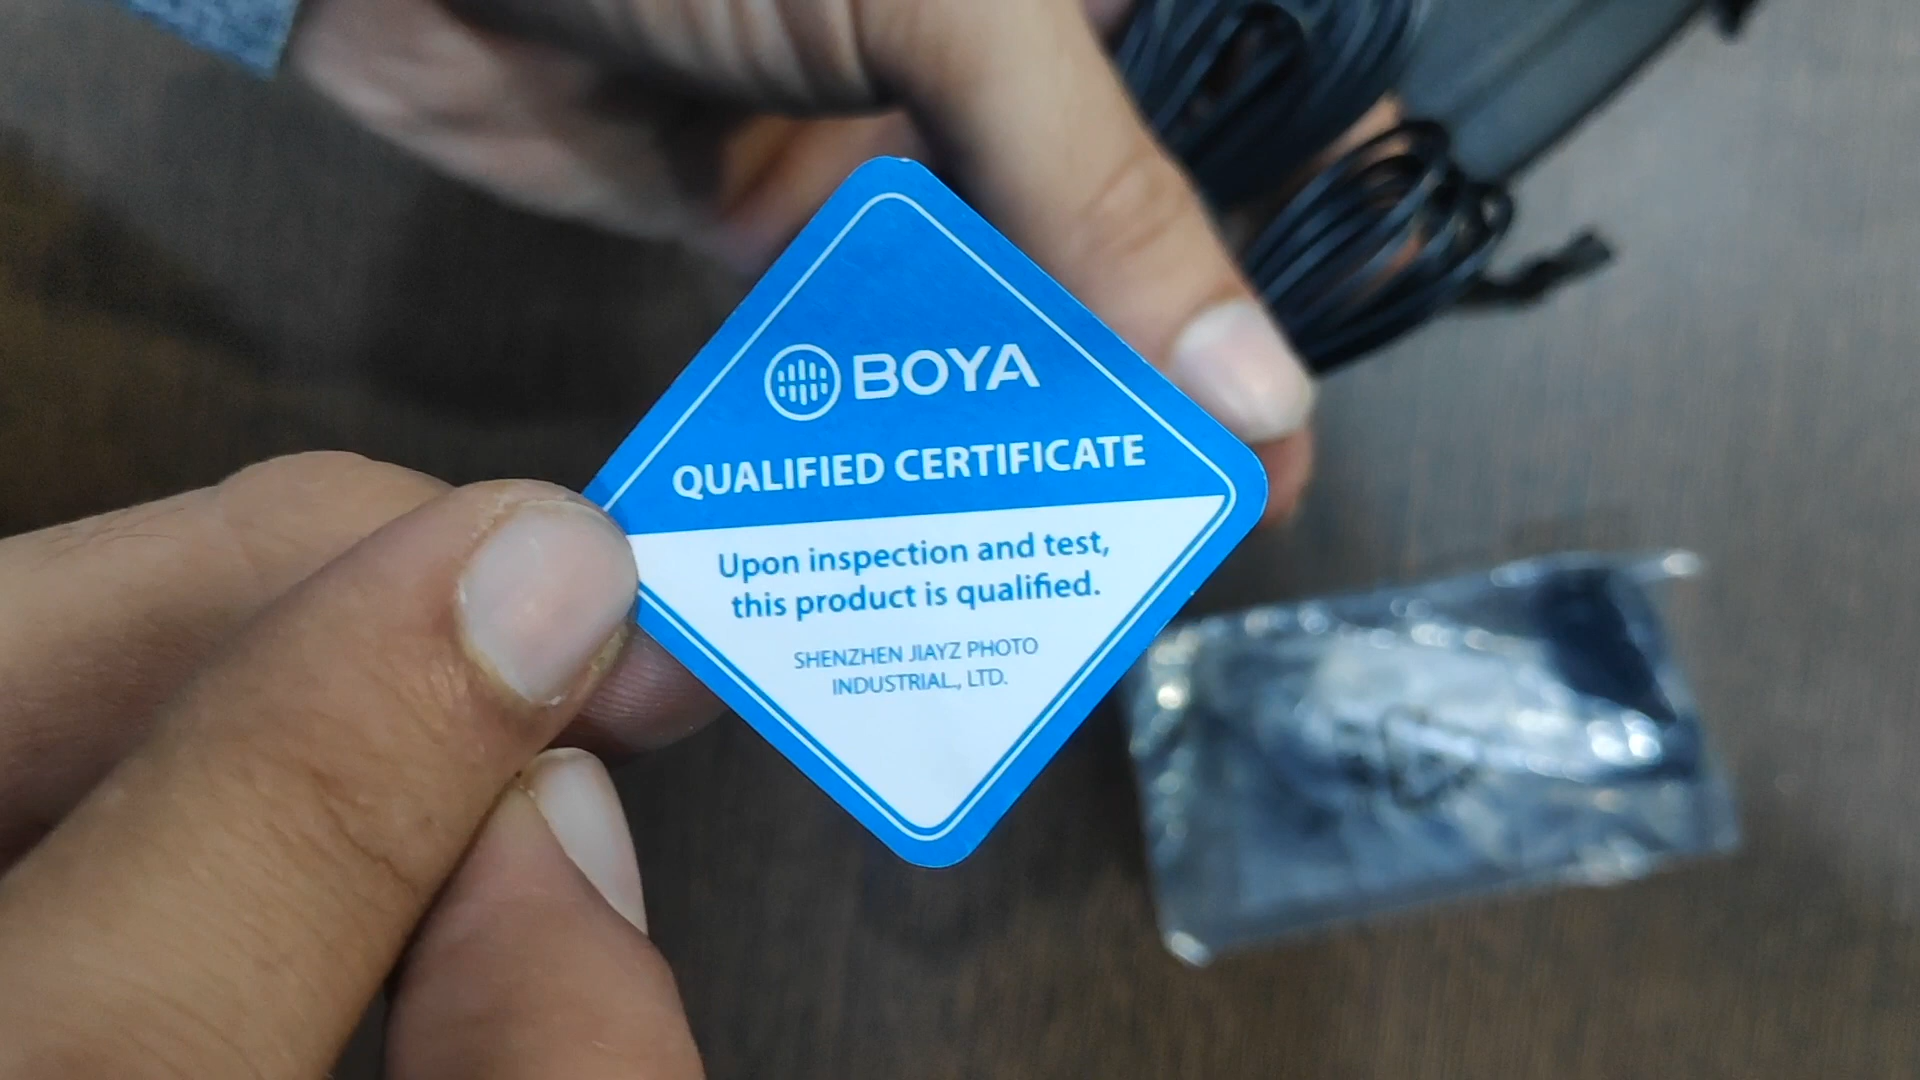 BOYA
QUALIFIED CERTIFICATE
Upon inspection and test,
this product is qualified.
SHENZHEN JIAYZ PHOTO
INDUSTRIAL., LTD.